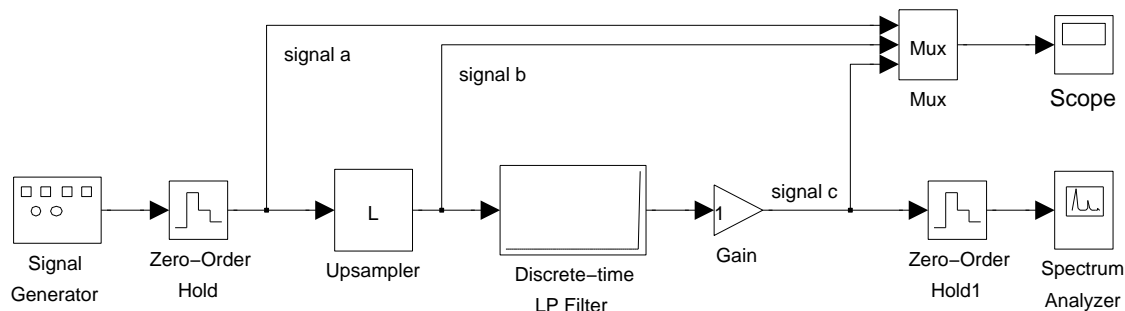 signal a
signal b
Mux
Mux
Scope
signal c
L
1
Signal
Generator
Zero−Order
Hold
Upsampler
Discrete−time
LP Filter
Gain
Zero−Order
Hold1
Spectrum
Analyzer